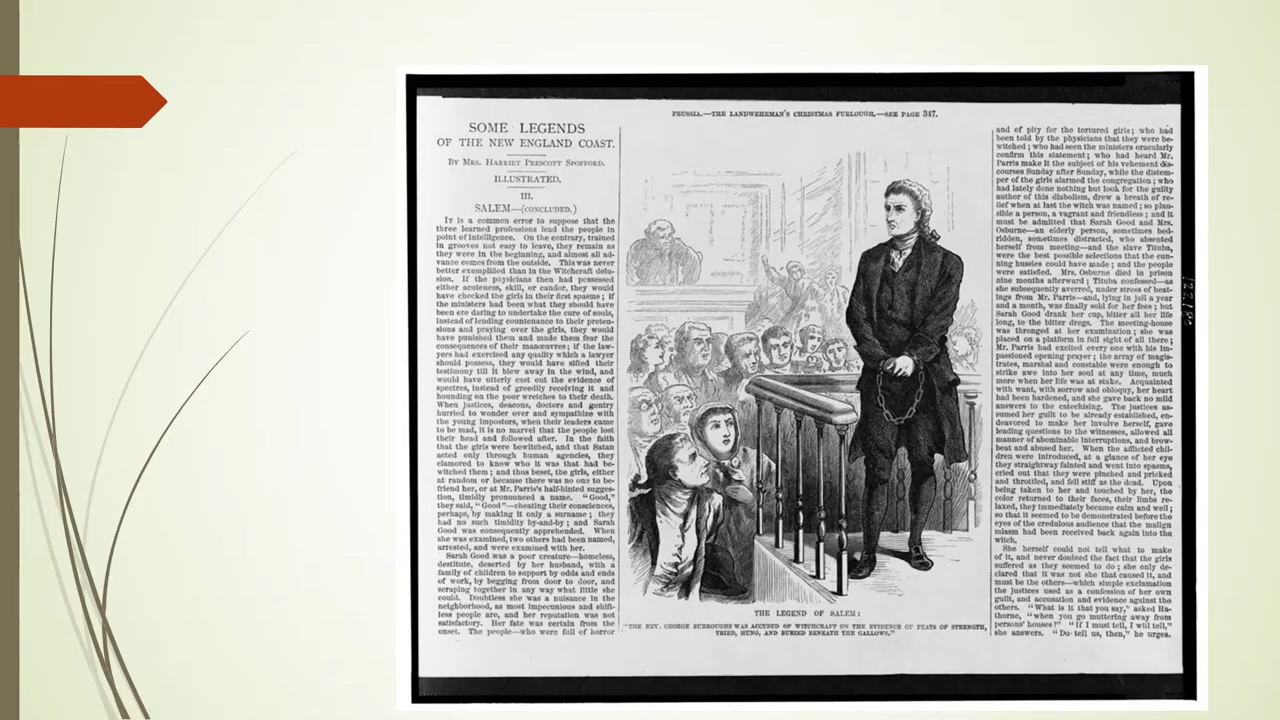 PRUSSIA.—THE LANDWEHRMAN'S CHRISTMAS FURLOUGH.—SEE PAGE 347.
SOME LEGENDS
OF THE NEW ENGLAND COAST.
BY MRS. HARRIET PRESCOTT SPOFFORD.
ILLUSTRATED.
III.
SALEM—(CONCLUDED.)
IT is a common error to suppose that the
three learned professions lead the people in
point of intelligence. On the contrary, trained
in grooves not easy to leave, they remain as
they were in the beginning, and almost all ad-
vance comes from the outside. This was never
better exemplified than in the Witchcraft delu-
sion. If the physicians then had possessed
either acuteness, skill, or candor, they would
have checked the girls in their first spasms; if
the ministers had been what they should have
been ere daring to undertake the cure of souls,
instead of lending countenance to their preten-
sions and praying over the girls, they would
have punished them and made them fear the
consequences of their manœuvres; if the law-
yers had exercised any quality which a lawyer
should possess, they would have sifted their
testimony till it blew away in the wind, and
would have utterly cast out the evidence of
spectres, instead of greedily receiving it and
hounding on the poor wretches to their death.
When justices, deacons, doctors and gentry
hurried to wonder over and sympathize with
the young impostors, when their leaders came
to be mad, it is no marvel that the people lost
their head and followed after. In the faith
that the girls were bewitched, and that Satan
acted only through human agencies, they
clamored to know who it was that had be-
witched them; and thus beset, the girls, either
at random or because there was no one to be-
friend her, or at Mr. Parris's half-hinted sugges-
tion, timidly pronounced a name. "Good,"
they said, "Good"—cheating their consciences,
perhaps, by making it only a surname; they
had no such timidity by-and-by; and Sarah
Good was consequently apprehended. When
she was examined, two others had been named,
arrested, and were examined with her.
Sarah Good was a poor creature—homeless,
destitute, deserted by her husband, with a
family of children to support by odds and ends
of work, by begging from door to door, and
scraping together in any way what little she
could. Doubtless she was a nuisance in the
neighborhood, as most impecunious and shift-
less people are, and her reputation was not
satisfactory. Her fate was certain from the
onset. The people—who were full of horror
THE LEGEND OF SALEM:
"THE REV. GEORGE BURROUGHS WAS ACCUSED OF WITCHCRAFT ON THE EVIDENCE OF FEATS OF STRENGTH,
TRIED, HUNG, AND BURIED BENEATH THE GALLOWS."
and of pity for the tortured girls; who had
been told by the physicians that they were be-
witched; who had seen the ministers oracularly
confirm this statement; who had heard Mr.
Parris make it the subject of his vehement dis-
courses Sunday after Sunday, while the distem-
per of the girls alarmed the congregation; who
had lately done nothing but look for the guilty
author of this diabolism, drew a breath of re-
lief when at last the witch was named; so plau-
sible a person, a vagrant and friendless; and it
must be admitted that Sarah Good and Mrs.
Osburne—an elderly person, sometimes bed-
ridden, sometimes distracted, who absented
herself from meeting—and the slave Tituba,
were the best possible selections that the cun-
ning hussies could have made; and the people
were satisfied. Mrs. Osburne died in prison
nine months afterward; Tituba confessed—as
she subsequently averred, under stress of beat-
ings from Mr. Parris—and, lying in jail a year
and a month, was finally sold for her fees; but
Sarah Good drank her cup, bitter all her life
long, to the bitter dregs. The meeting-house
was thronged at her examination; she was
placed on a platform in full sight of all there;
Mr. Parris had excited every one with his im-
passioned opening prayer; the array of magis-
trates, marshal and constable were enough to
strike awe into her soul at any time, much
more when her life was at stake. Acquainted
with want, with sorrow and obloquy, her heart
had been hardened, and she gave back no mild
answers to the catechising. The justices as-
sumed her guilt to be already established, en-
deavored to make her involve herself, gave
leading questions to the witnesses, allowed all
manner of abominable interruptions, and brow-
beat and abused her. When the afflicted chil-
dren were introduced, at a glance of her eye
they straightway fainted and went into spasms,
cried out that they were pinched and pricked
and throttled, and fell stiff as the dead. Upon
being taken to her and touched by her, the
color returned to their faces, their limbs re-
laxed, they immediately became calm and well;
so that it seemed to be demonstrated before the
eyes of the credulous audience that the malign
miasm had been received back again into the
witch.
She herself could not tell what to make
of it, and never doubted the fact that the girls
suffered as they seemed to do; she only de-
clared that it was not she that caused it, and
must be the others—which simple exclamation
the justices used as a confession of her own
guilt, and accusation and evidence against the
others. "What is it that you say," asked Ha-
thorne, "when you go muttering away from
persons' houses?" "If I must tell, I will tell,"
she answers. "Do tell us, then," he urges.